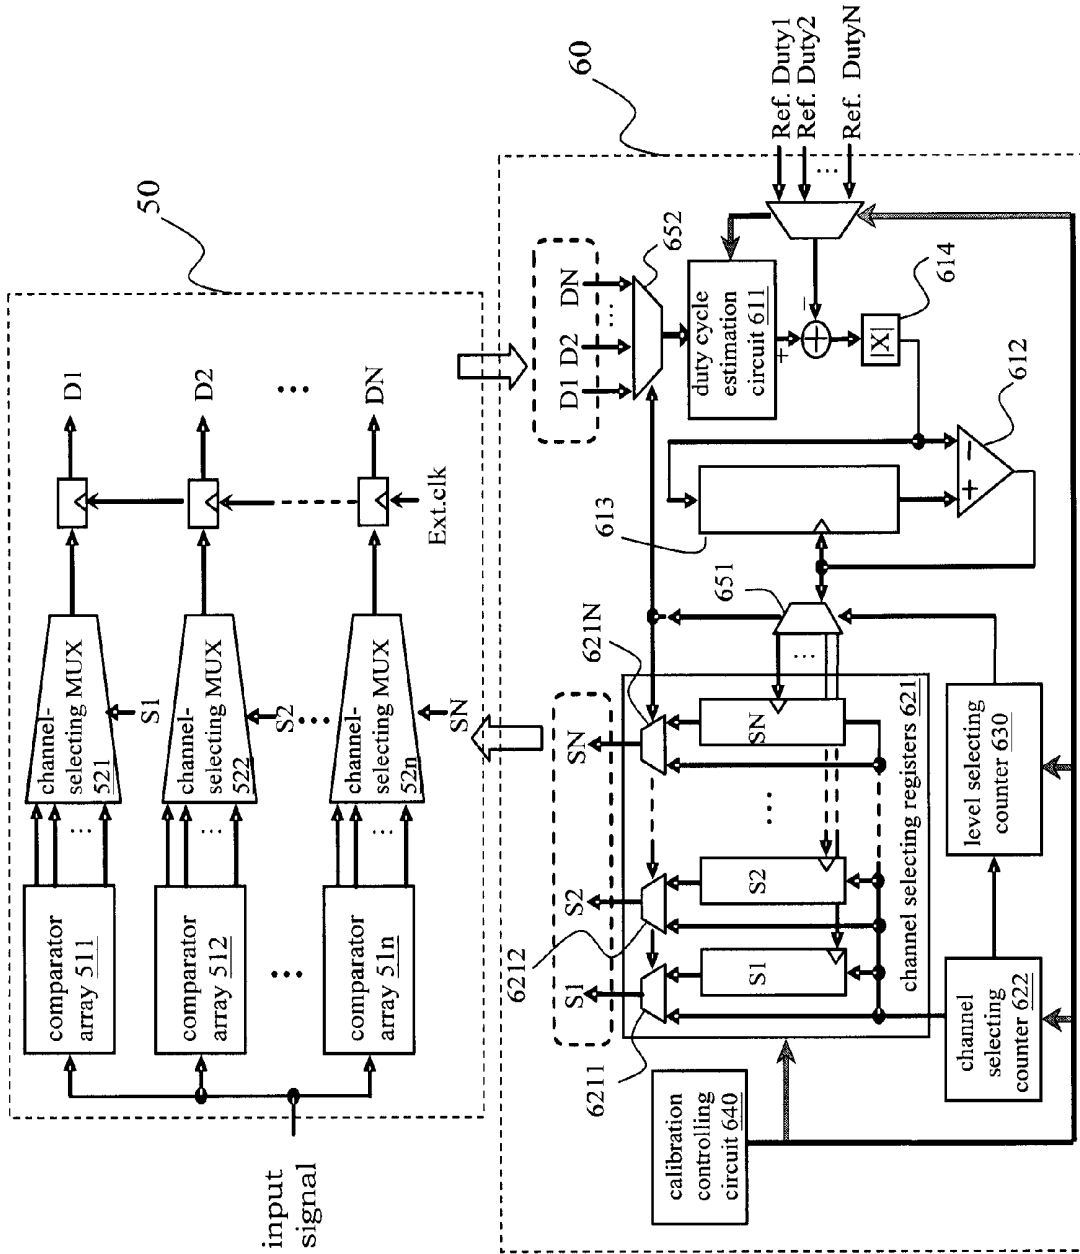 50
input
signal
comparator
array 511
channel-
selecting MUX
521
S1
D1
comparator
array 512
channel-
selecting MUX
522
S2
D2
...
...
...
comparator
array 51n
channel-
selecting MUX
52n
SN
DN
Ext.clk
...
...
...
60
S1
S2
SN
D1
D2
...
DN
652
6211
6212
621N
651
613
calibration
controlling
circuit 640
S1
S2
...
SN
...
channel selecting registers 621
duty cycle
estimation
circuit 611
+
−
|X|
614
+
−
612
Ref. Duty1
Ref. Duty2
...
Ref. DutyN
channel
selecting
counter 622
level selecting
counter 630